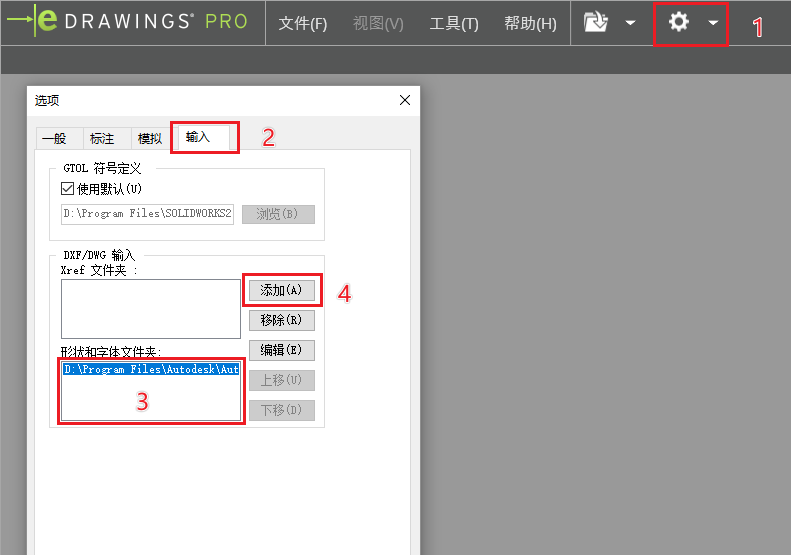 eDRAWINGS® PRO 文件(F) 视图(V) 工具(T) 帮助(H) 1
选项
一般 标注 模拟 输入 2
GTOL 符号定义
使用默认(U)
D:\Program Files\SOLIDWORKS2 浏览(B)
DXF/DWG 输入
Xref 文件夹 :
添加(A) 4
移除(R)
形状和字体文件夹: 编辑(E)
D:\Program Files\Autodesk\Aut
上移(U)
3
下移(D)